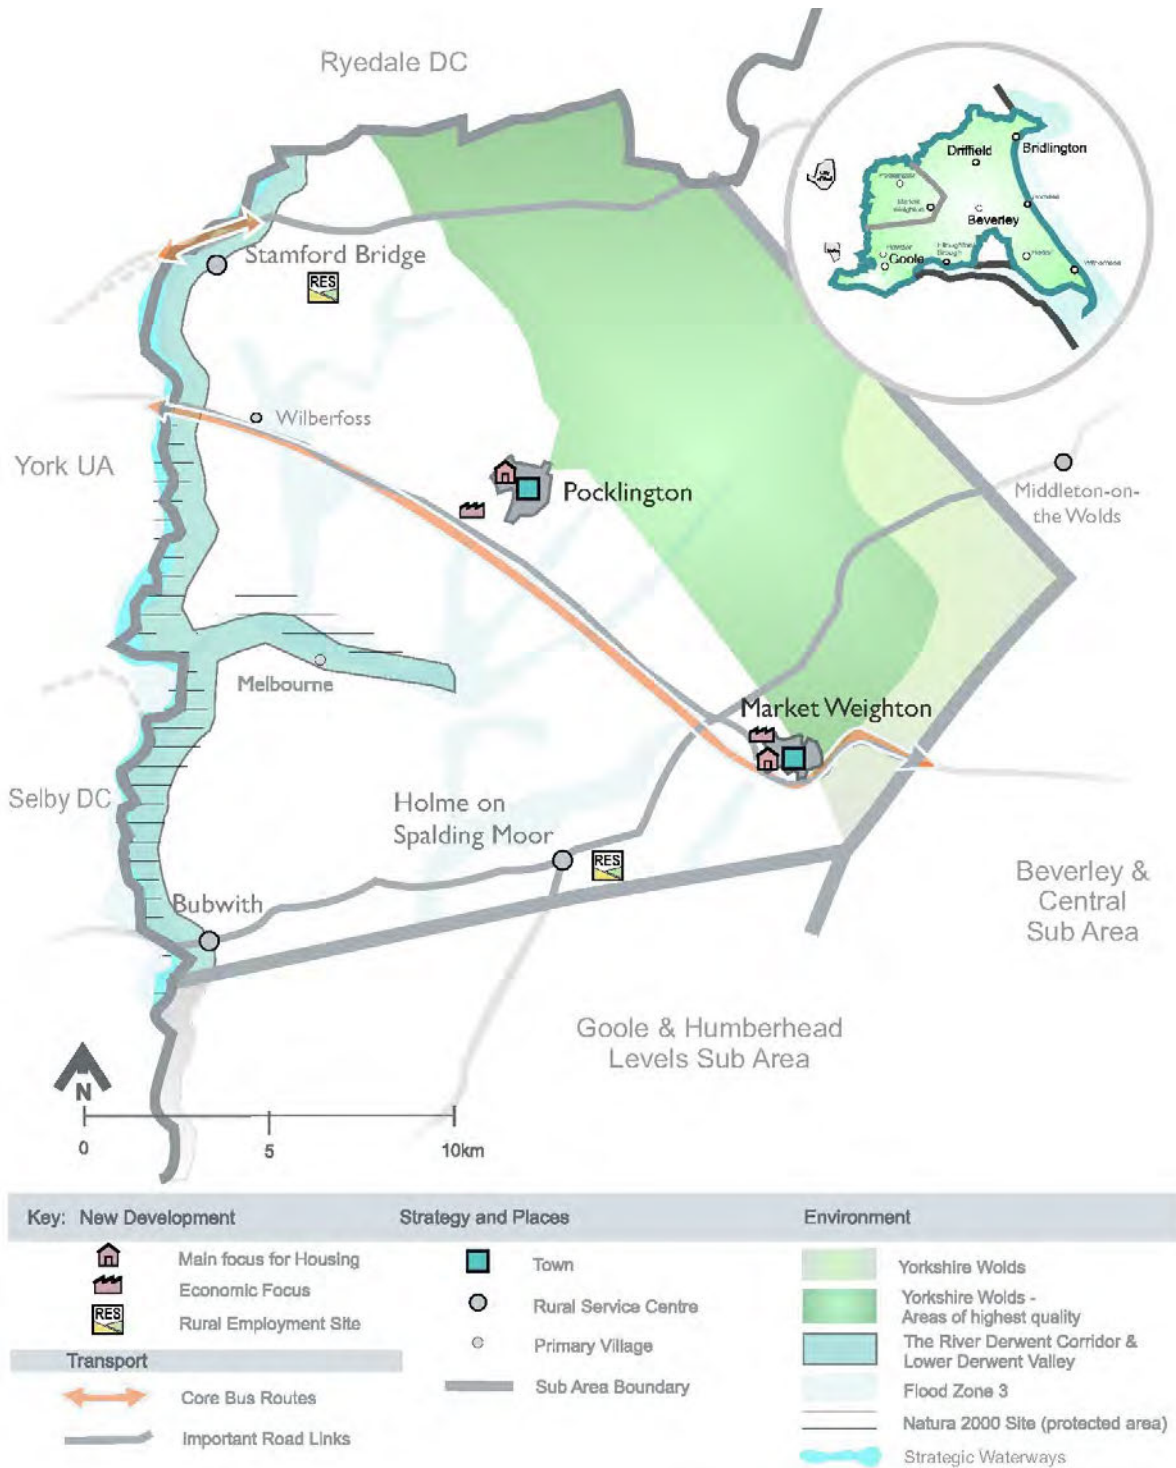 Ryedale DC
Driffield
Bridlington
Beverley
Goole
Stamford Bridge
RES
Wilberfoss
York UA
Pocklington
Middleton-on-
the Wolds
Melbourne
Market Weighton
Selby DC
Holme on
Spalding Moor
RES
Bubwith
Beverley &
Central
Sub Area
Goole & Humberhead
Levels Sub Area
N
0 5 10km
Key: New Development
Main focus for Housing
Economic Focus
RES Rural Employment Site
Transport
Core Bus Routes
Important Road Links
Strategy and Places
Town
Rural Service Centre
Primary Village
Sub Area Boundary
Environment
Yorkshire Wolds
Yorkshire Wolds -
Areas of highest quality
The River Derwent Corridor &
Lower Derwent Valley
Flood Zone 3
Natura 2000 Site (protected area)
Strategic Waterways